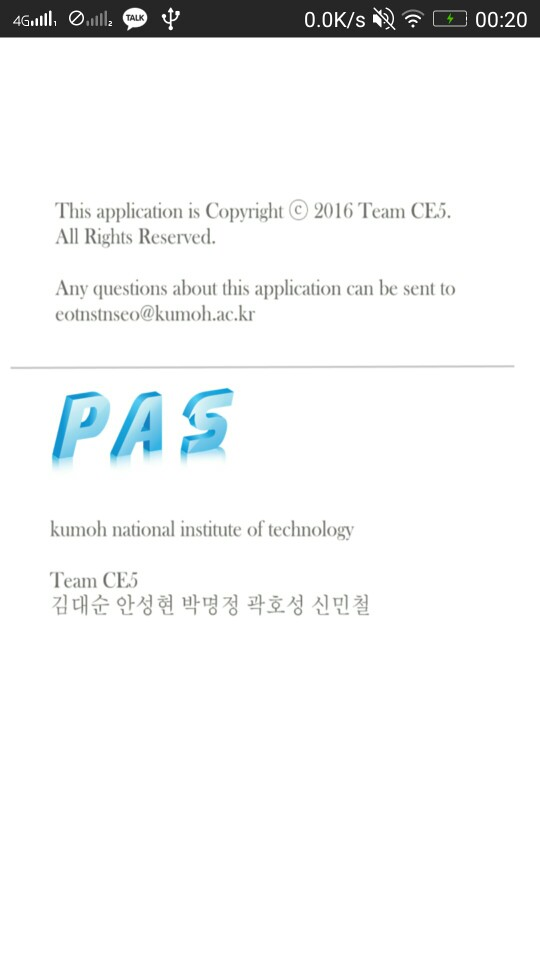 4G 1 2 TALK 0.0K/s 00:20
This application is Copyright ⓒ 2016 Team CE5.
All Rights Reserved.
Any questions about this application can be sent to
eotnstnseo@kumoh.ac.kr
PAS
kumoh national institute of technology
Team CE5
김대순 안성현 박명정 곽호성 신민철